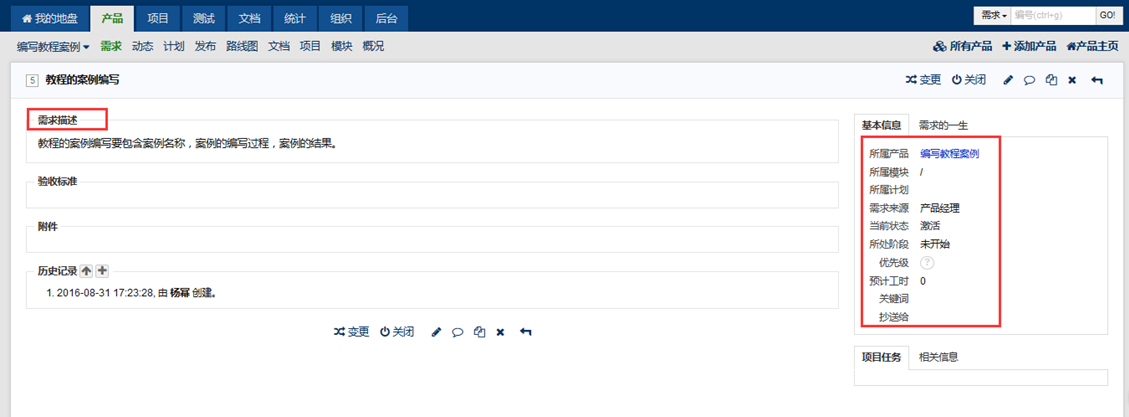 我的地盘 产品 项目 测试 文档 统计 组织 后台 需求 编号(ctrl+g) GO!
编写教程案例 需求 动态 计划 发布 路线图 文档 项目 模块 概况 所有产品 添加产品 产品主页
5 教程的案例编写 变更 关闭
需求描述
教程的案例编写要包含案例名称，案例的编写过程，案例的结果。
验收标准
附件
历史记录
1. 2016-08-31 17:23:28, 由 杨幂 创建。
变更 关闭
基本信息 需求的一生
所属产品 编写教程案例
所属模块 /
所属计划
需求来源 产品经理
当前状态 激活
所处阶段 未开始
优先级 ?
预计工时 0
关键词
抄送给
项目任务 相关信息